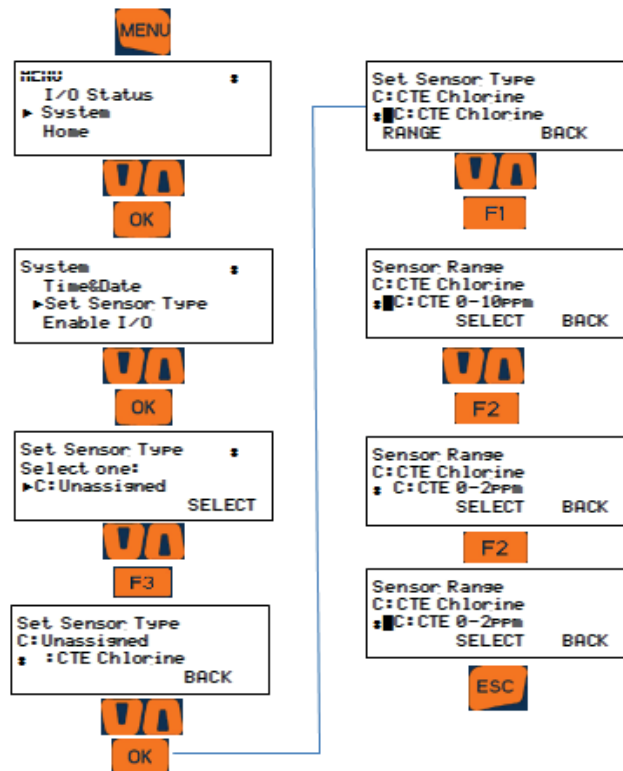 MENU
MENU
I/O Status
System
Home
OK
System
Time&Date
Set Sensor Type
Enable I/O
OK
Set Sensor Type
Select one:
C:Unassigned
SELECT
F3
Set Sensor Type
C:Unassigned
:CTE Chlorine
BACK
OK
Set Sensor Type
C:CTE Chlorine
C:CTE Chlorine
RANGE BACK
F1
Sensor Range
C:CTE Chlorine
C:CTE 0-10ppm
SELECT BACK
F2
Sensor Range
C:CTE Chlorine
C:CTE 0-2ppm
SELECT BACK
F2
Sensor Range
C:CTE Chlorine
C:CTE 0-2ppm
SELECT BACK
ESC